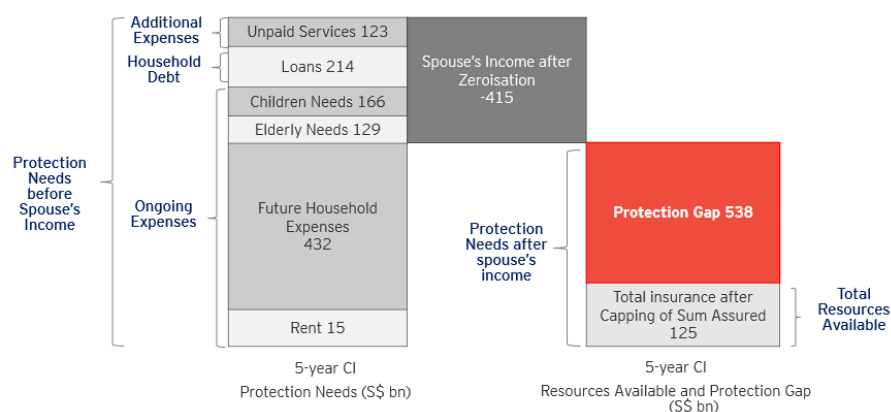 Additional
Expenses
Household
Debt
Protection
Needs
before
Spouse's
Income
Ongoing
Expenses
Unpaid Services 123
Loans 214
Children Needs 166
Elderly Needs 129
Future Household
Expenses
432
Rent 15
5-year CI
Protection Needs (S$ bn)
Spouse's Income after
Zeroisation
-415
Protection
Needs after
spouse's
income
Protection Gap 538
Total insurance after
Capping of Sum Assured
125
Total
Resources
Available
5-year CI
Resources Available and Protection Gap
(S$ bn)